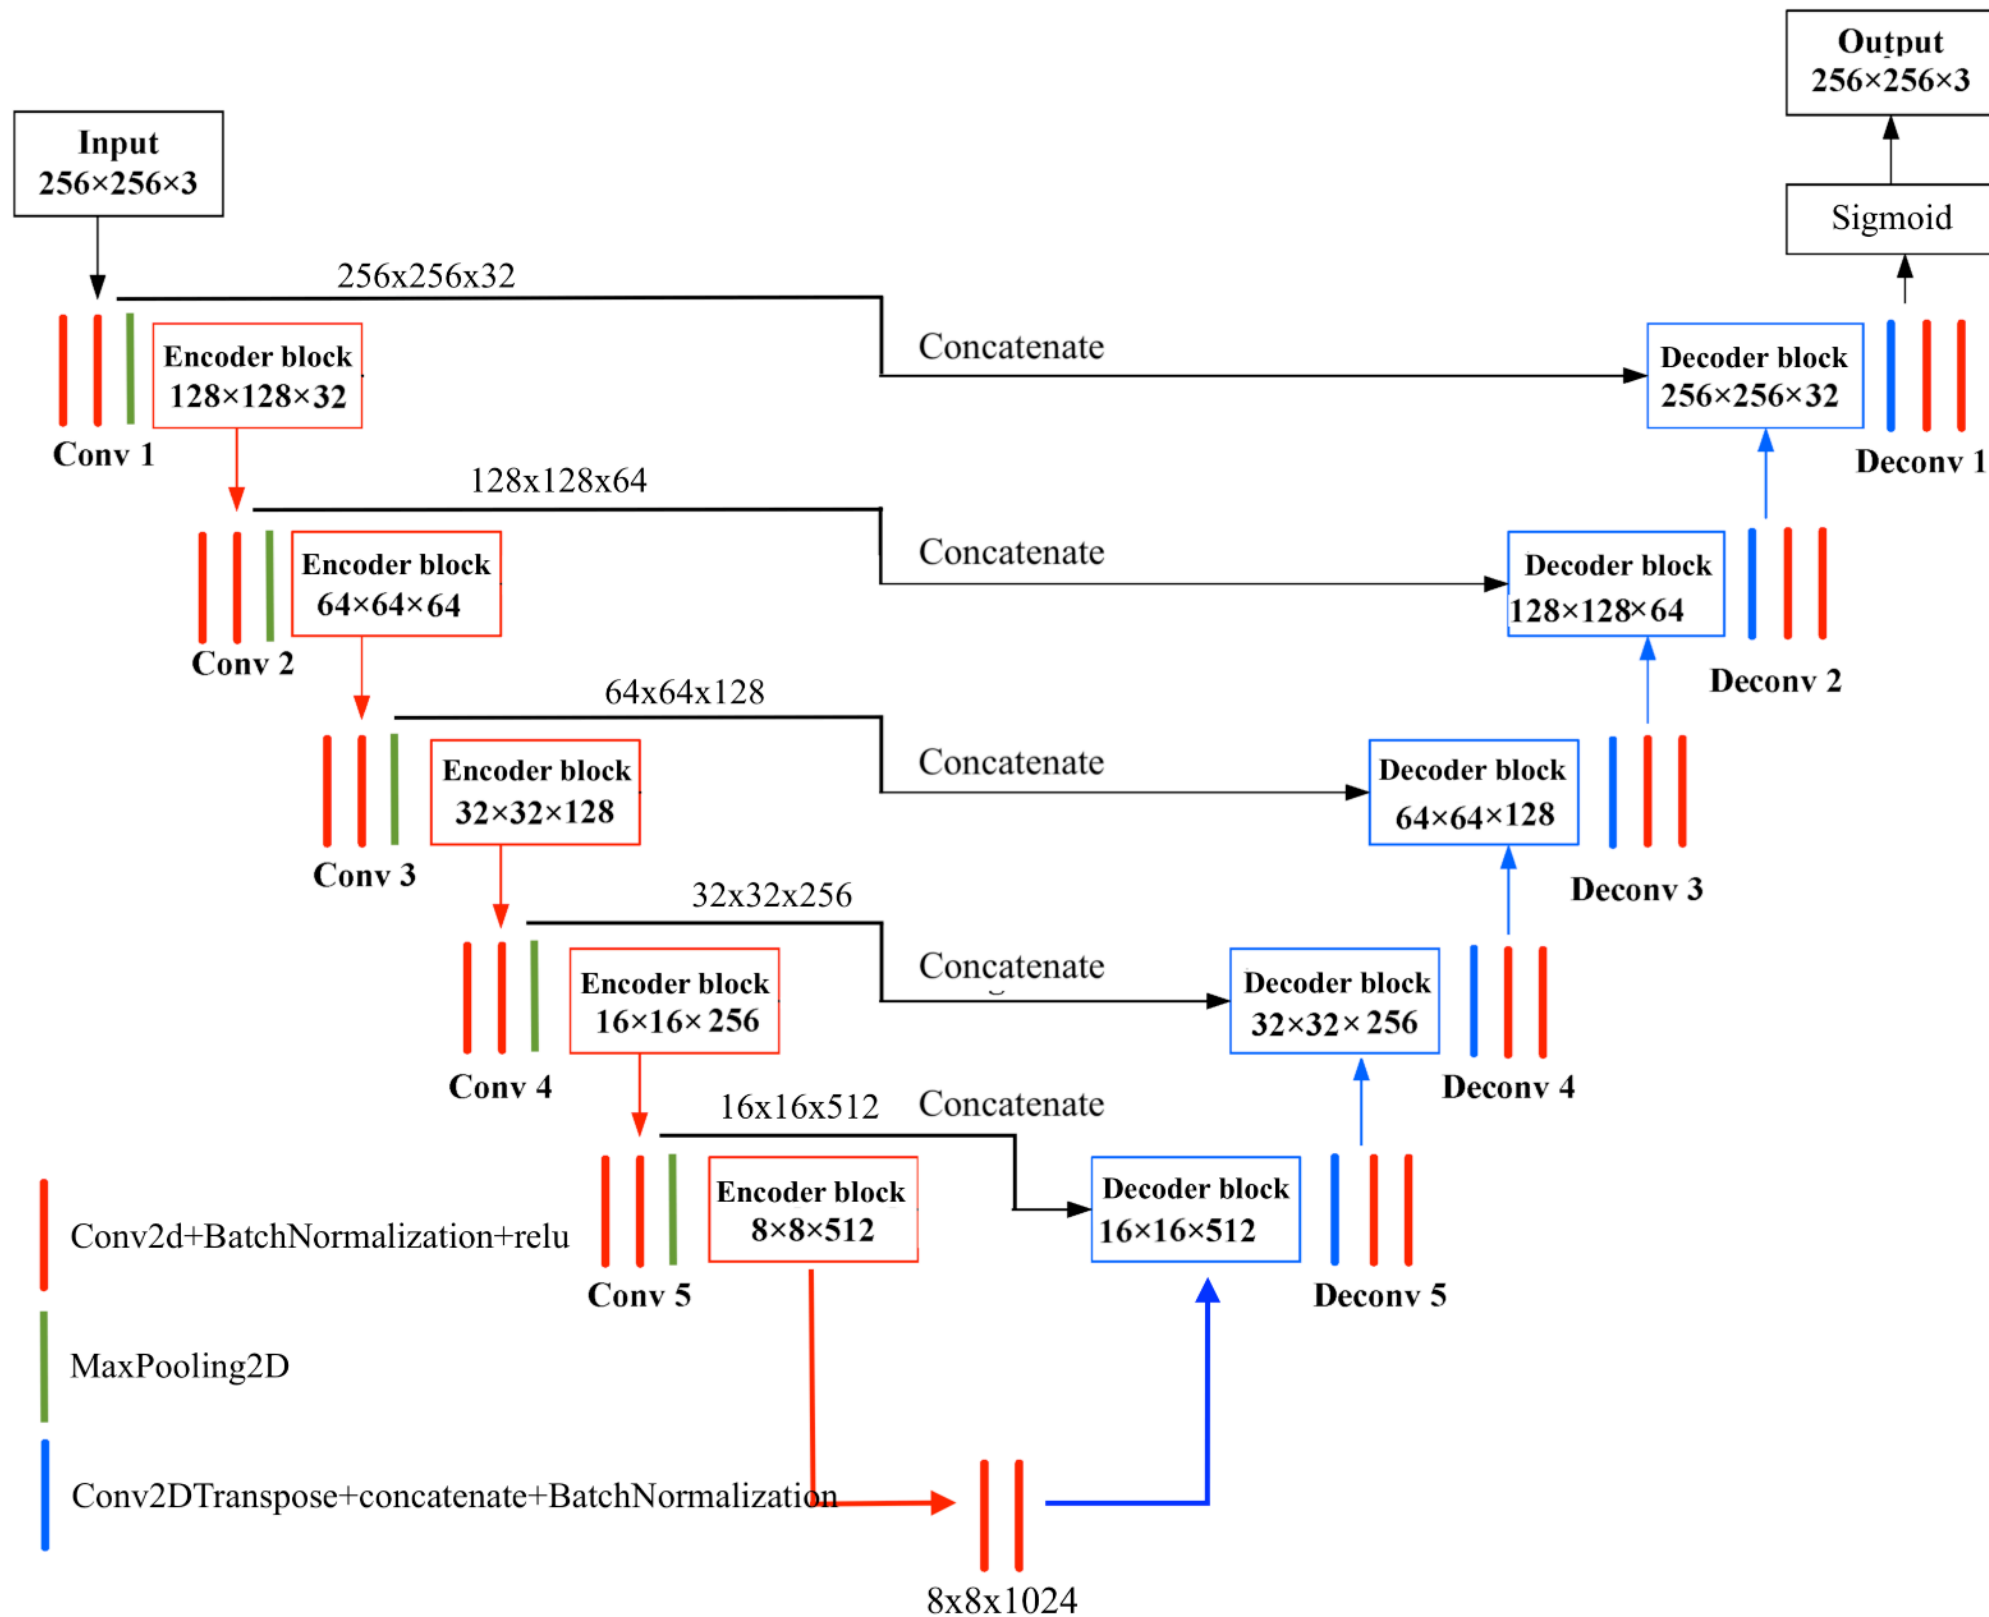 Output
256×256×3
Input
256×256×3
Sigmoid
256x256x32
Concatenate
Encoder block
128×128×32
Decoder block
256×256×32
Conv 1
Deconv 1
128x128x64
Concatenate
Encoder block
64×64×64
Decoder block
128×128×64
Conv 2
Deconv 2
64x64x128
Concatenate
Encoder block
32×32×128
Decoder block
64×64×128
Conv 3
Deconv 3
32x32x256
Concatenate
Encoder block
16×16×256
Decoder block
32×32×256
Conv 4
Deconv 4
16x16x512
Concatenate
Encoder block
8×8×512
Decoder block
16×16×512
Conv 5
Deconv 5
Conv2d+BatchNormalization+relu
MaxPooling2D
Conv2DTranspose+concatenate+BatchNormalization
8x8x1024